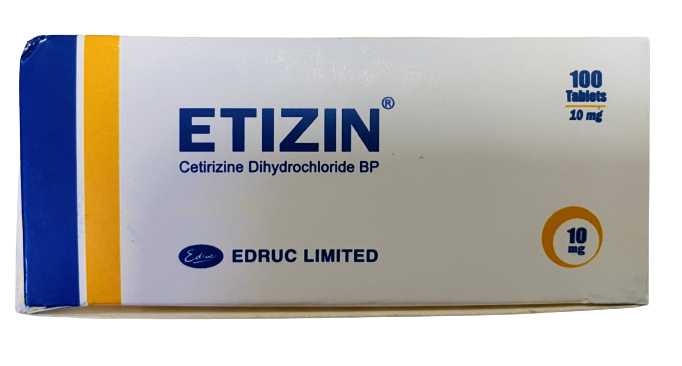 ETIZIN®
Cetirizine Dihydrochloride BP
Edruc EDRUC LIMITED
100
Tablets
10 mg
10
mg